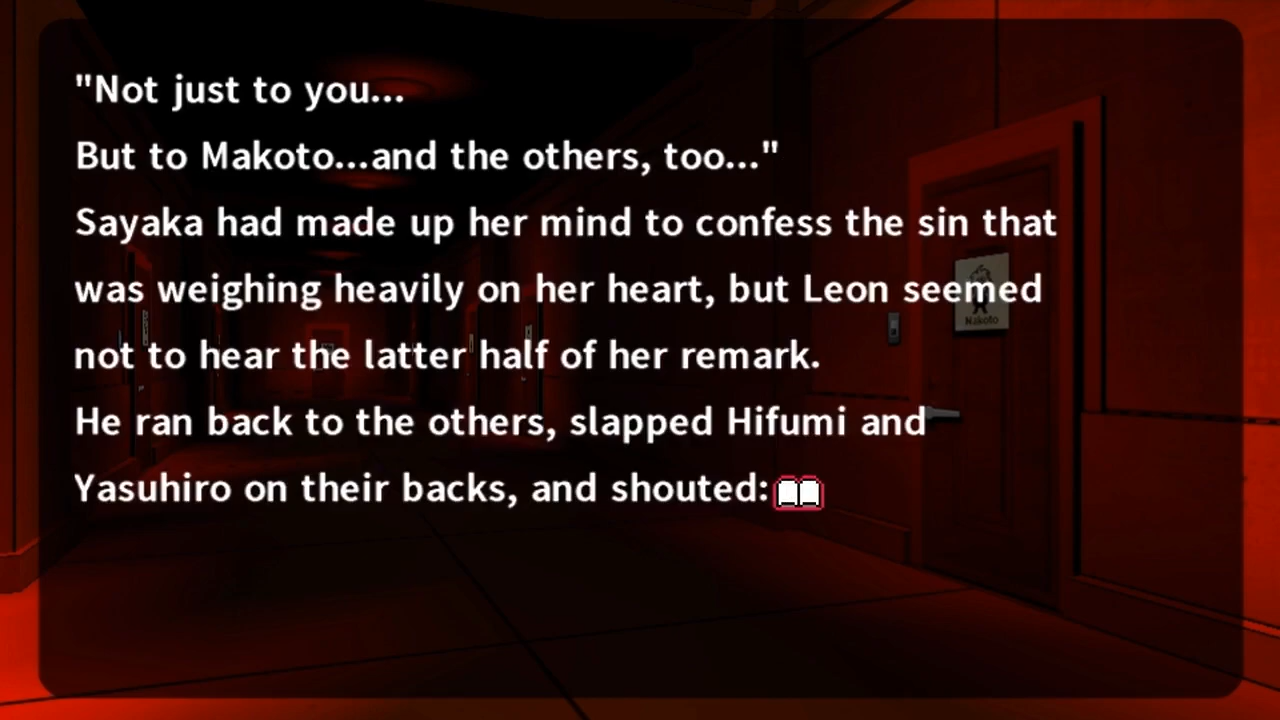 "Not just to you...
But to Makoto...and the others, too..."
Sayaka had made up her mind to confess the sin that
was weighing heavily on her heart, but Leon seemed
not to hear the latter half of her remark.
He ran back to the others, slapped Hifumi and
Yasuhiro on their backs, and shouted:
Makoto